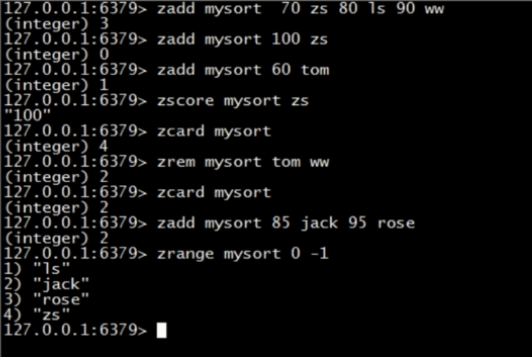 127.0.0.1:6379> zadd mysort  70 zs 80 ls 90 ww
(integer) 3
127.0.0.1:6379> zadd mysort 100 zs
(integer) 0
127.0.0.1:6379> zadd mysort 60 tom
(integer) 1
127.0.0.1:6379> zscore mysort zs
"100"
127.0.0.1:6379> zcard mysort
(integer) 4
127.0.0.1:6379> zrem mysort tom ww
(integer) 2
127.0.0.1:6379> zcard mysort
(integer) 2
127.0.0.1:6379> zadd mysort 85 jack 95 rose
(integer) 2
127.0.0.1:6379> zrange mysort 0 -1
1) "ls"
2) "jack"
3) "rose"
4) "zs"
127.0.0.1:6379>